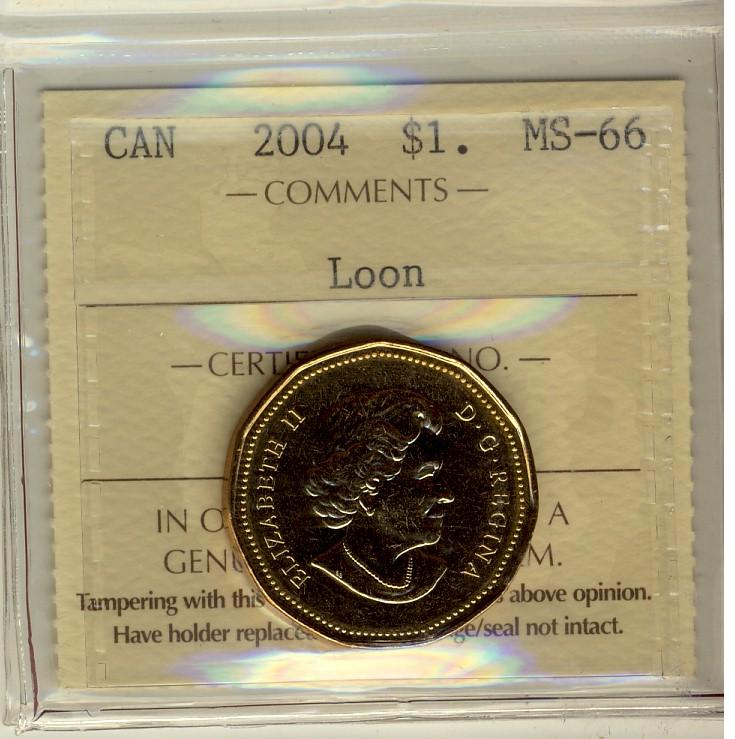 CAN 2004 $1. MS-66
— COMMENTS —
Loon
— CERTIF NO. —
ELIZABETH II D·G·REGINA
IN O A
GENU M.
Tampering with this above opinion.
Have holder replaced ge/seal not intact.